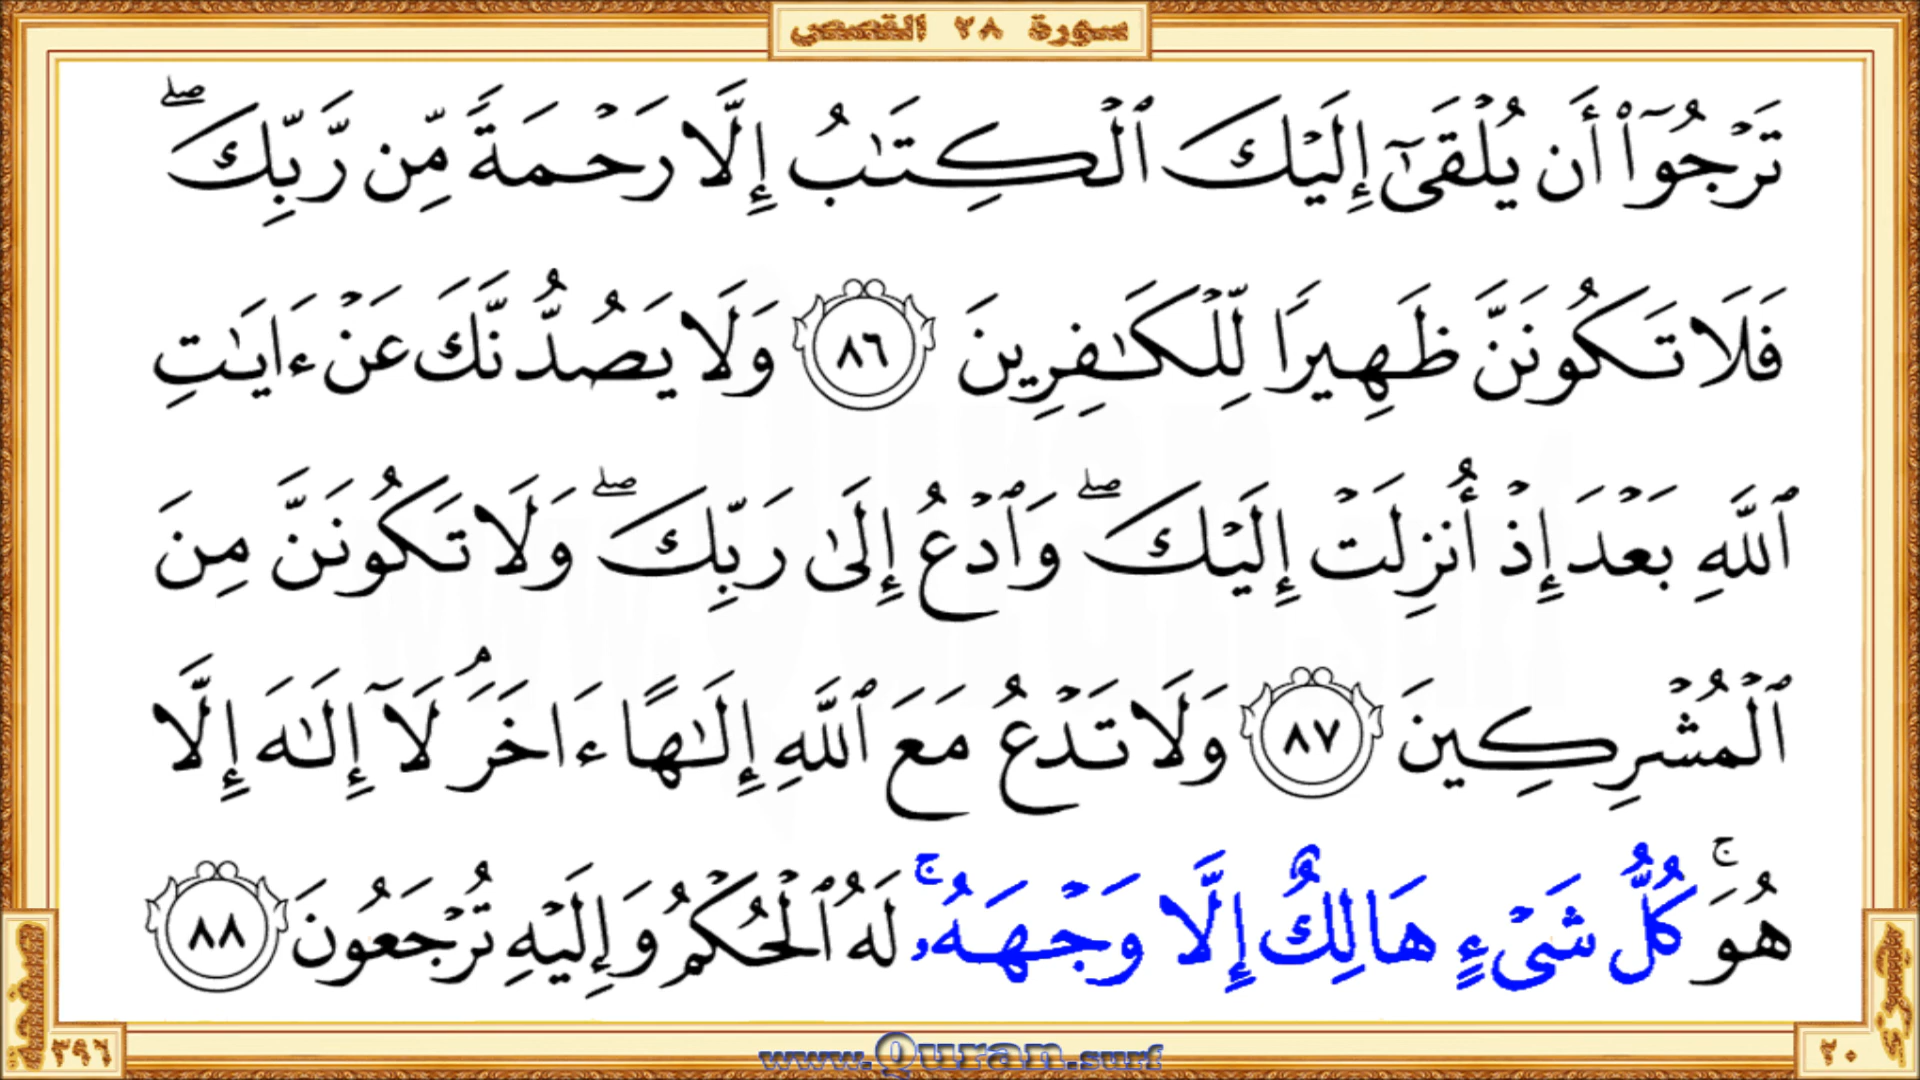 سورة ٢٨ القصص
تَرْجُوٓا۟ أَن يُلْقَىٰٓ إِلَيْكَ ٱلْكِتَـٰبُ إِلَّا رَحْمَةً مِّن رَّبِّكَ ۖ
فَلَا تَكُونَنَّ ظَهِيرًا لِّلْكَـٰفِرِينَ ٨٦ وَلَا يَصُدُّنَّكَ عَنْ ءَايَـٰتِ
ٱللَّهِ بَعْدَ إِذْ أُنزِلَتْ إِلَيْكَ ۖ وَٱدْعُ إِلَىٰ رَبِّكَ ۖ وَلَا تَكُونَنَّ مِنَ
ٱلْمُشْرِكِينَ ٨٧ وَلَا تَدْعُ مَعَ ٱللَّهِ إِلَـٰهًا ءَاخَرَ ۘ لَآ إِلَـٰهَ إِلَّا
هُوَ ۚ كُلُّ شَىْءٍ هَالِكٌ إِلَّا وَجْهَهُۥ ۚ لَهُ ٱلْحُكْمُ وَإِلَيْهِ تُرْجَعُونَ ٨٨
الصفحة
٣٩٦
٢٠
www.Quran.surf